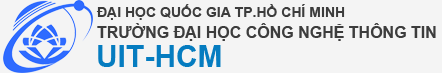 ĐẠI HỌC QUỐC GIA TP.HỒ CHÍ MINH
TRƯỜNG ĐẠI HỌC CÔNG NGHỆ THÔNG TIN
UIT-HCM